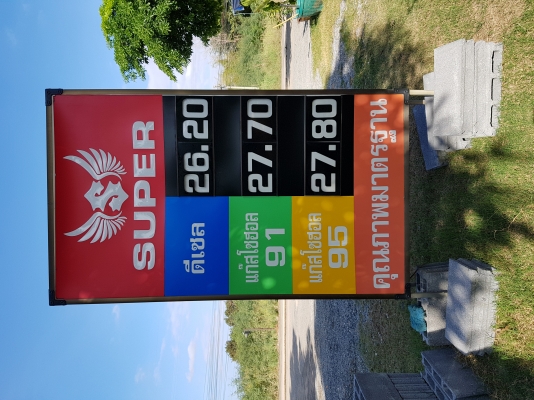 SUPER
ดีเซล 26.20
แก๊สโซฮอล 91 27.70
แก๊สโซฮอล 95 27.80
คุณภาพมาตรฐาน